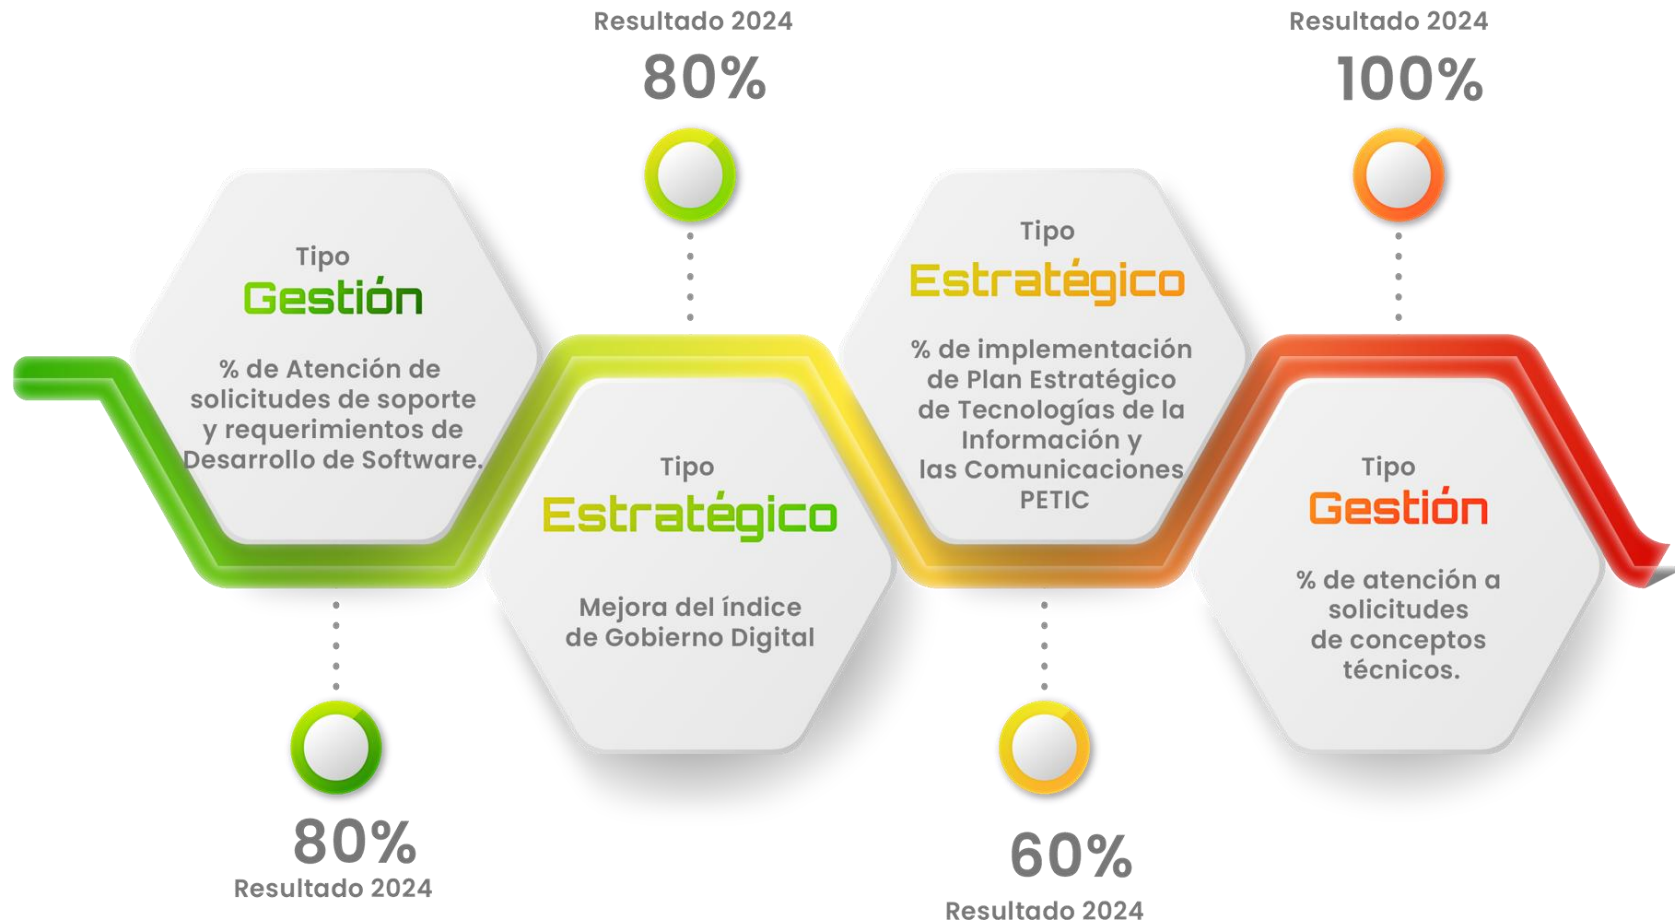 Tipo
Gestión
% de Atención de
solicitudes de soporte
y requerimientos de
Desarrollo de Software.
80%
Resultado 2024
Resultado 2024
80%
Tipo
Estratégico
Mejora del índice
de Gobierno Digital
Tipo
Estratégico
% de implementación
de Plan Estratégico
de Tecnologías de la
Información y
las Comunicaciones
PETIC
60%
Resultado 2024
Resultado 2024
100%
Tipo
Gestión
% de atención a
solicitudes
de conceptos
técnicos.